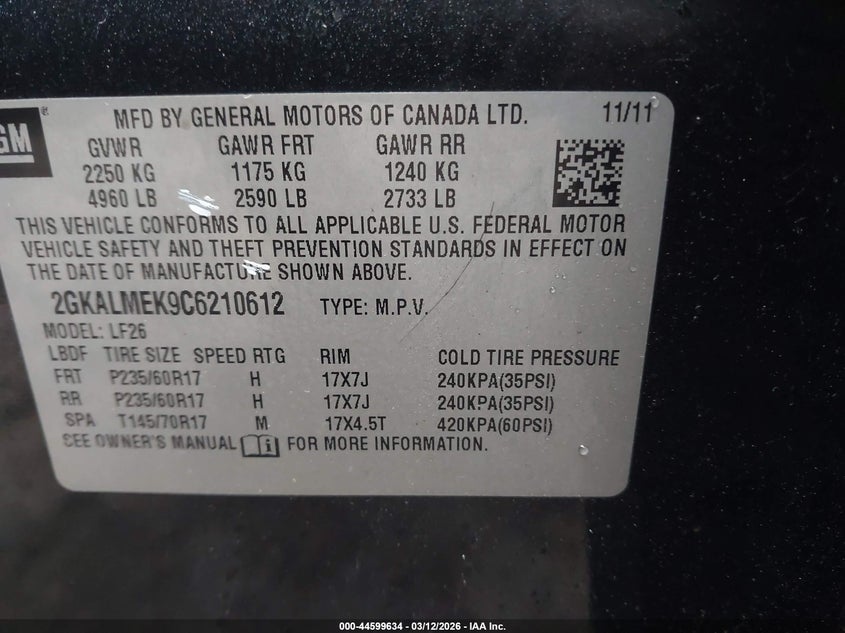 GM ®
MFD BY GENERAL MOTORS OF CANADA LTD. 11/11
GVWR GAWR FRT GAWR RR
2250 KG 1175 KG 1240 KG
4960 LB 2590 LB 2733 LB
THIS VEHICLE CONFORMS TO ALL APPLICABLE U.S. FEDERAL MOTOR
VEHICLE SAFETY AND THEFT PREVENTION STANDARDS IN EFFECT ON
THE DATE OF MANUFACTURE SHOWN ABOVE.
2GKALMEK9C6210612 TYPE: M.P.V.
MODEL: LF26
LBDF TIRE SIZE SPEED RTG RIM COLD TIRE PRESSURE
FRT P235/60R17 H 17X7J 240KPA(35PSI)
RR P235/60R17 H 17X7J 240KPA(35PSI)
SPA T145/70R17 M 17X4.5T 420KPA(60PSI)
SEE OWNER'S MANUAL FOR MORE INFORMATION.
000-44599634 - 03/12/2026 - IAA Inc.